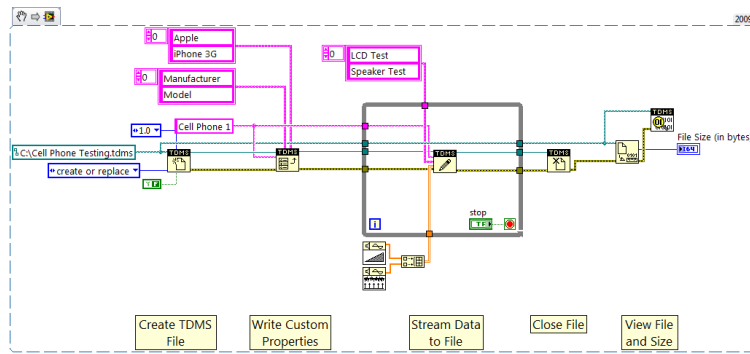 2009
0
Apple
iPhone 3G
0
LCD Test
Speaker Test
0
Manufacturer
Model
1.0
Cell Phone 1
TDMS
C:\Cell Phone Testing.tdms
TDMS
TDMS
TDMS
TDMS
File Size (in bytes
I64
create or replace
T F
i
stop
TF
Create TDMS
File
Write Custom
Properties
Stream Data
to File
Close File
View File
and Size